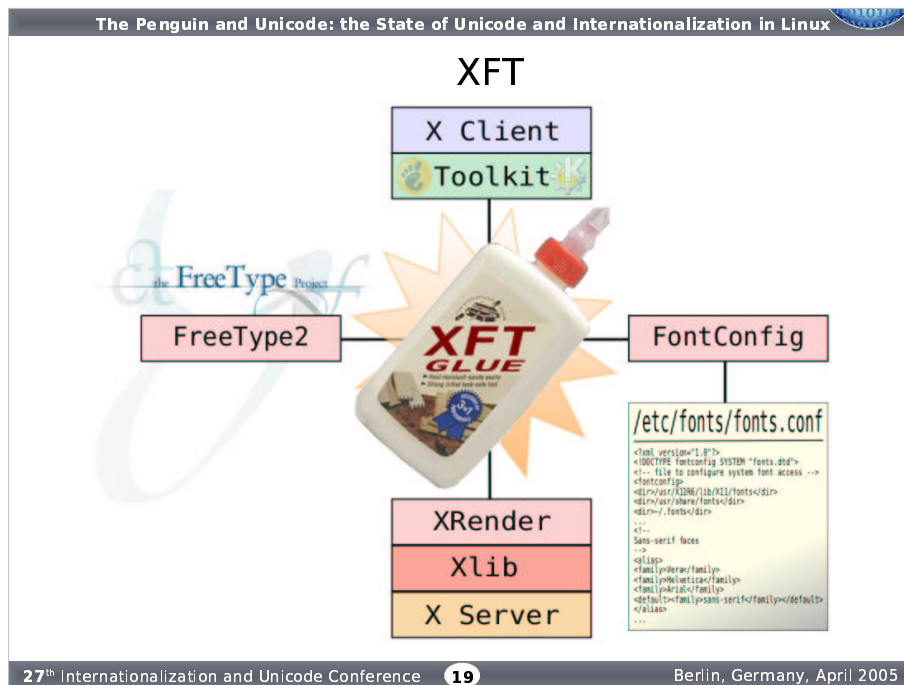 The Penguin and Unicode: the State of Unicode and Internationalization in Linux
XFT
X Client
Toolkit
the FreeType Project
FreeType2
XFT
GLUE
FontConfig
/etc/fonts/fonts.conf
<?xml version="1.0"?>
<!DOCTYPE fontconfig SYSTEM "fonts.dtd">
<!-- file to configure system font access -->
<fontconfig>
<dir>/usr/X11R6/lib/X11/fonts</dir>
<dir>/usr/share/fonts</dir>
<dir>~/.fonts</dir>
...
<!--
Sans-serif faces
-->
<alias>
<family>Vera</family>
<family>Helvetica</family>
<family>Arial</family>
<default><family>sans-serif</family></default>
</alias>
...
XRender
Xlib
X Server
27th Internationalization and Unicode Conference
19
Berlin, Germany, April 2005